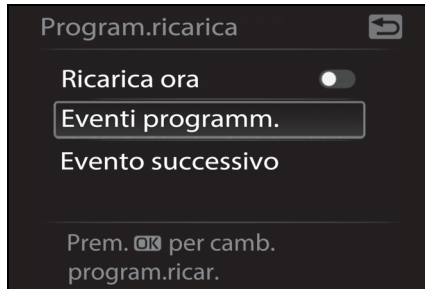 Program.ricarica
Ricarica ora
Eventi programm.
Evento successivo
Prem. OK per camb.
program.ricar.